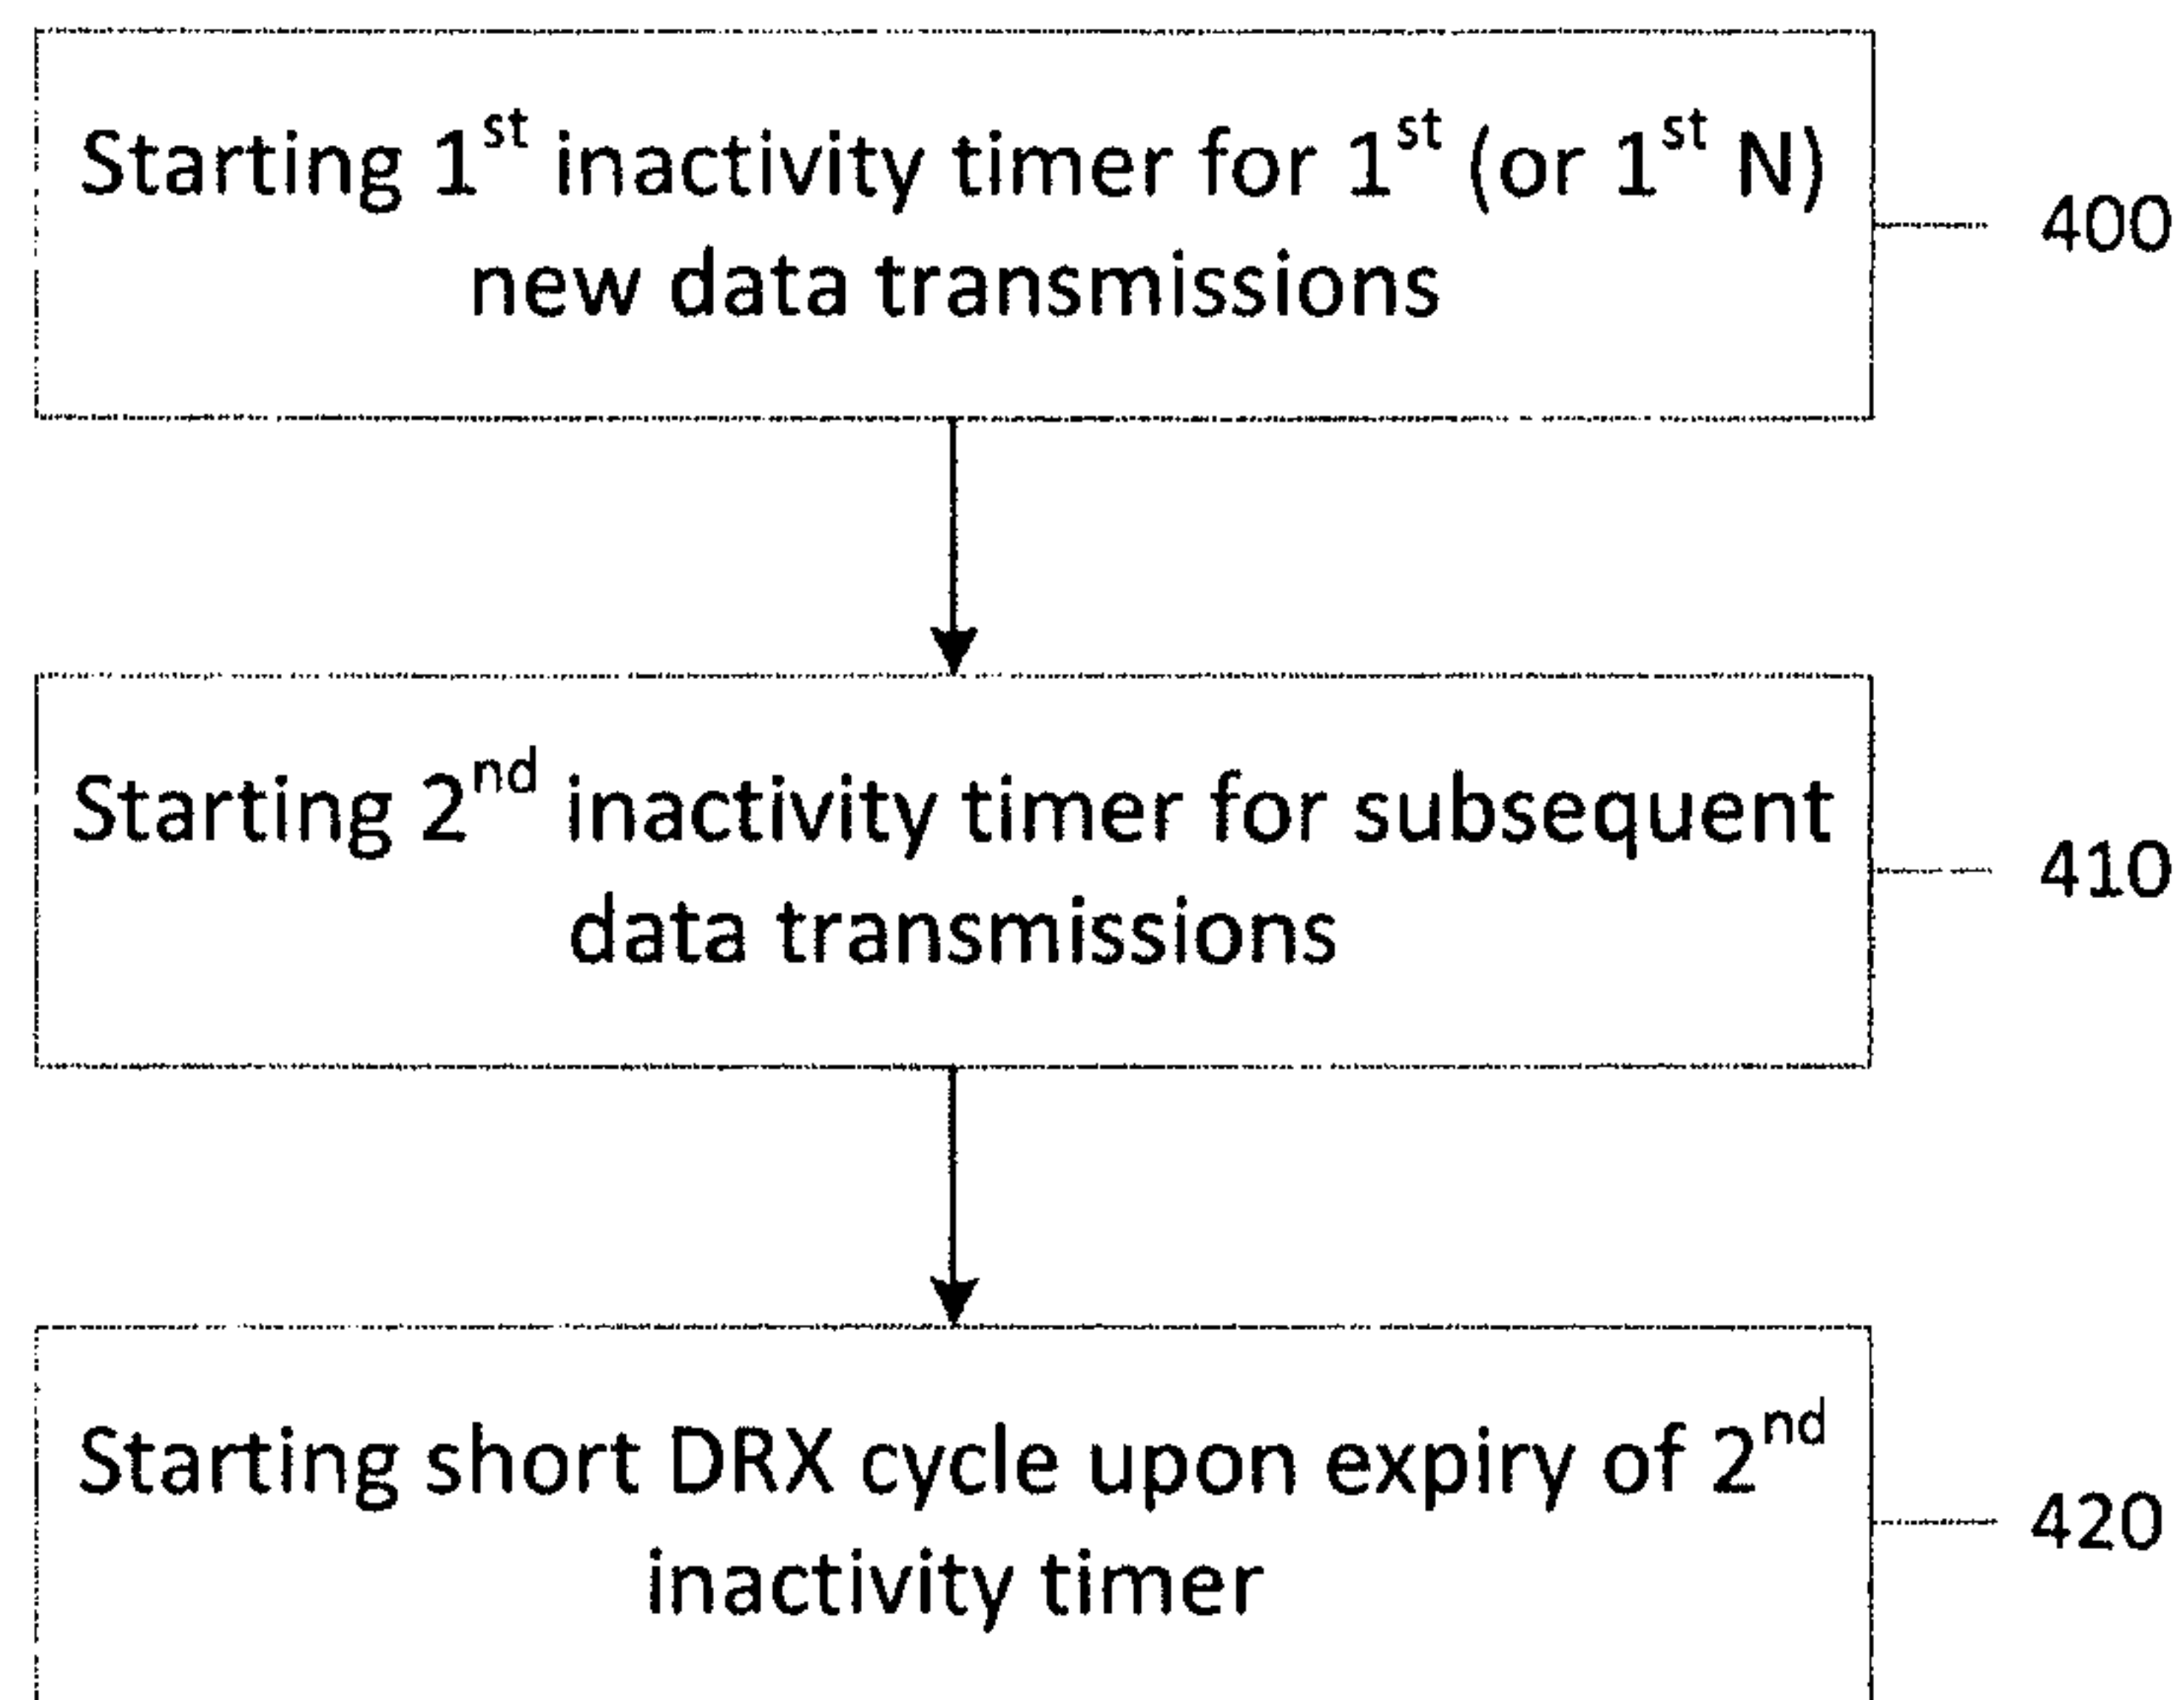 Starting 1st inactivity timer for 1st (or 1st N)
new data transmissions
400
Starting 2nd inactivity timer for subsequent
data transmissions
410
Starting short DRX cycle upon expiry of 2nd
inactivity timer
420